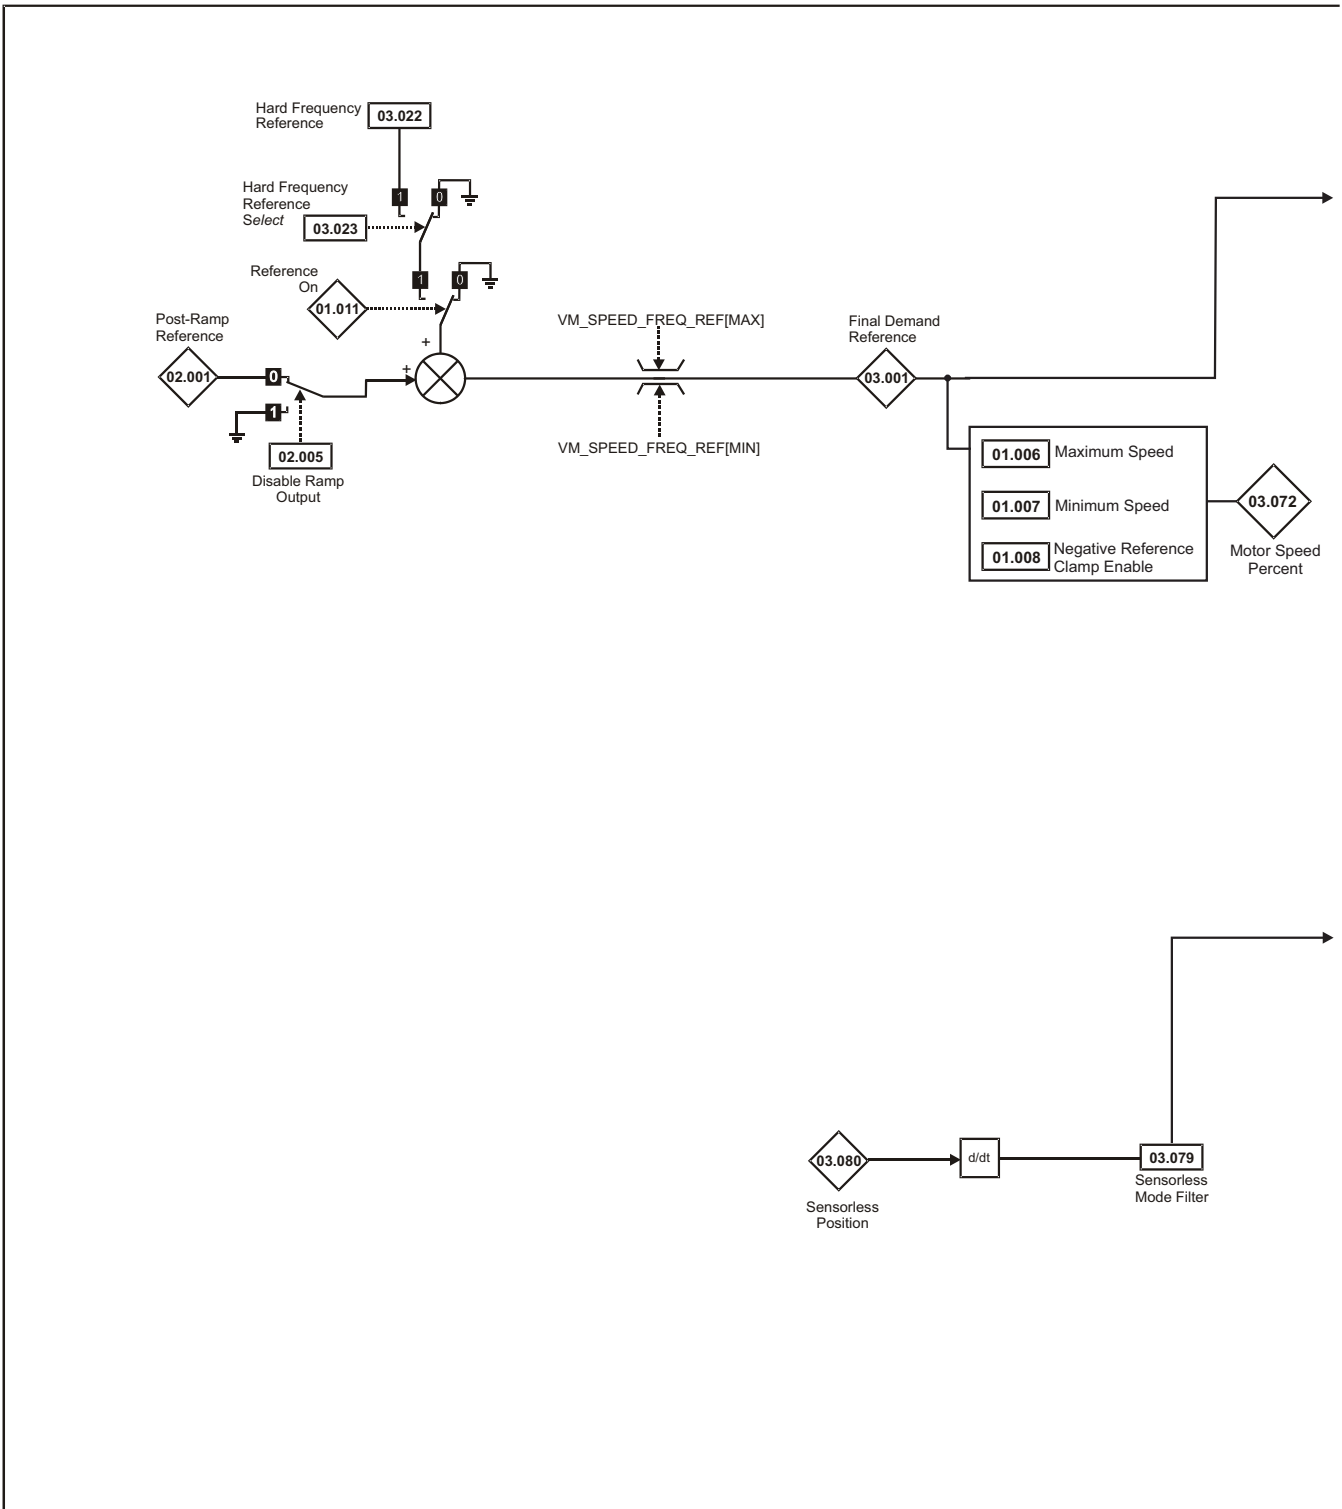 Hard Frequency
Reference
03.022
Hard Frequency
Reference
Select
03.023
1
0
Reference
On
01.011
1
0
Post-Ramp
Reference
02.001
0
1
02.005
Disable Ramp
Output
+
+
VM_SPEED_FREQ_REF[MAX]
VM_SPEED_FREQ_REF[MIN]
Final Demand
Reference
03.001
01.006 Maximum Speed
01.007 Minimum Speed
01.008 Negative Reference
Clamp Enable
03.072
Motor Speed
Percent
03.080
Sensorless
Position
d/dt
03.079
Sensorless
Mode Filter